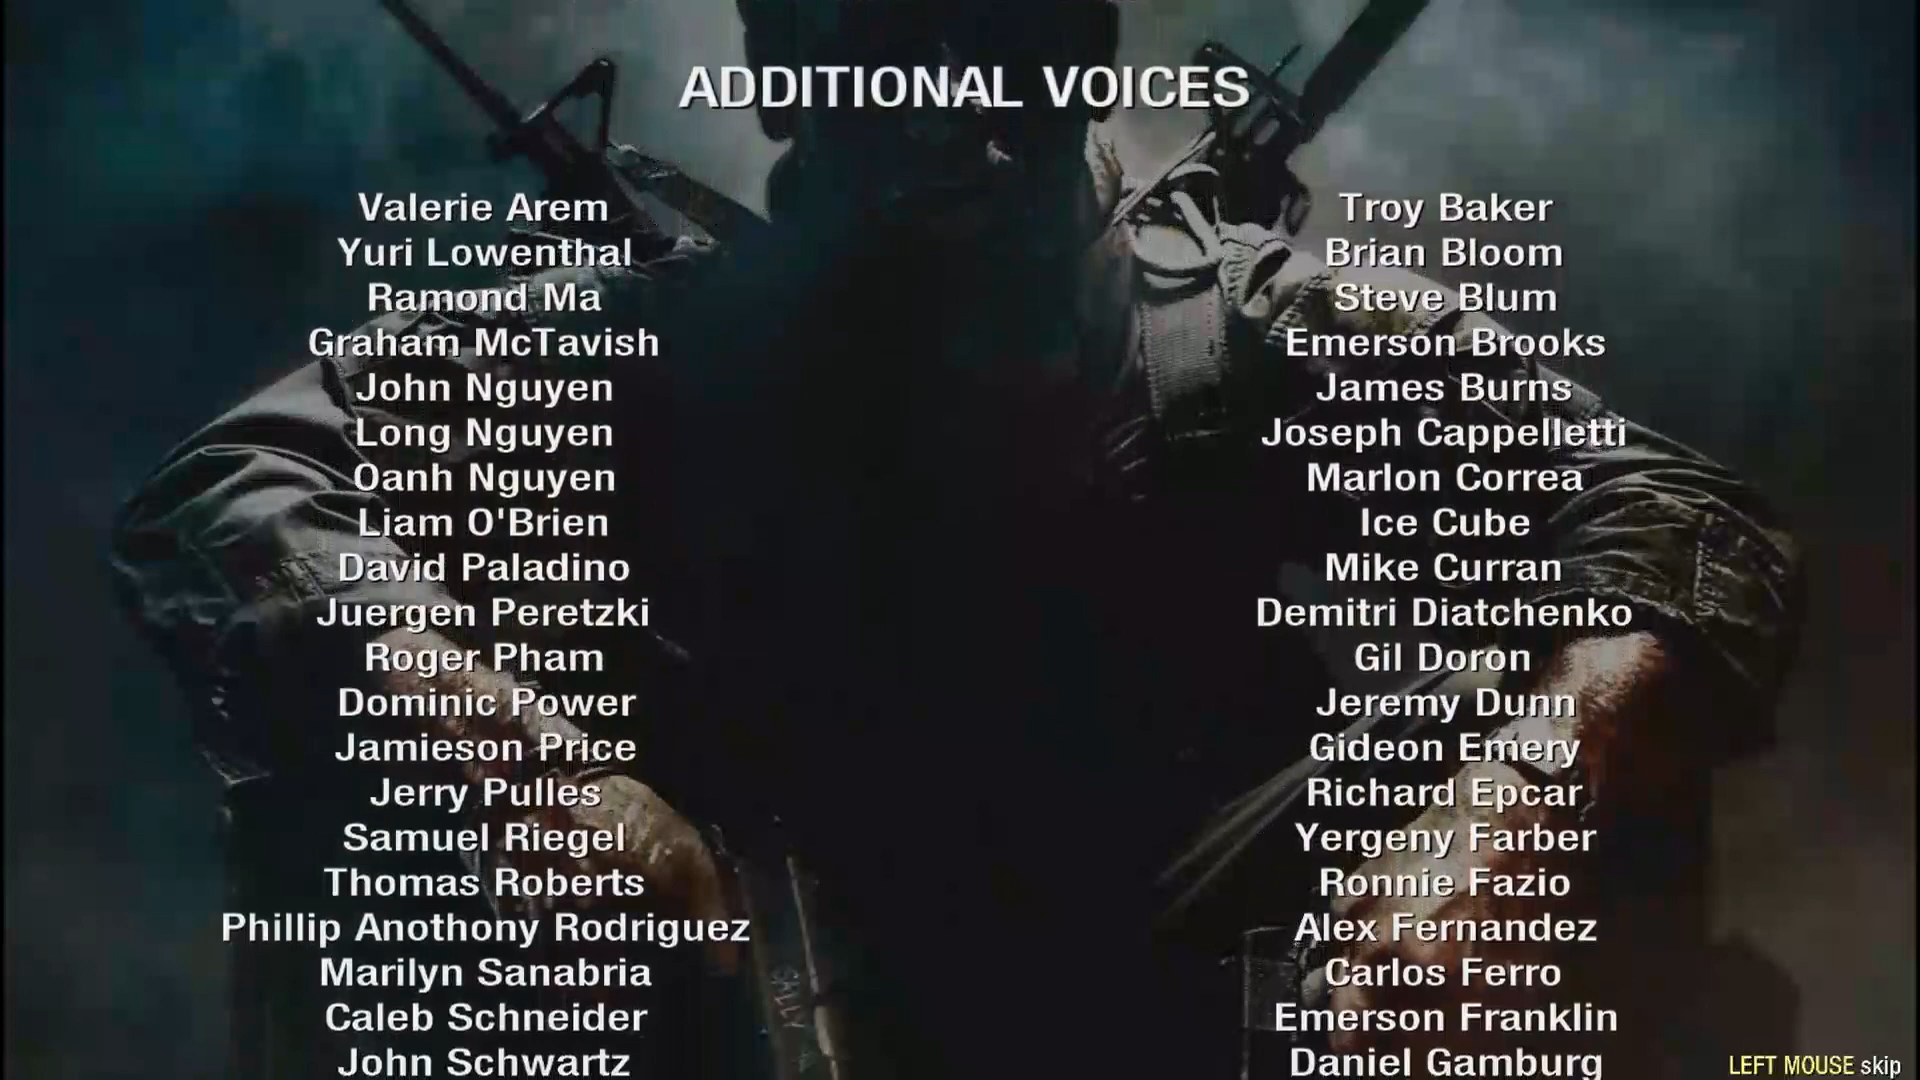 ADDITIONAL VOICES
Valerie Arem
Yuri Lowenthal
Ramond Ma
Graham McTavish
John Nguyen
Long Nguyen
Oanh Nguyen
Liam O'Brien
David Paladino
Juergen Peretzki
Roger Pham
Dominic Power
Jamieson Price
Jerry Pulles
Samuel Riegel
Thomas Roberts
Phillip Anothony Rodriguez
Marilyn Sanabria
Caleb Schneider
John Schwartz
Troy Baker
Brian Bloom
Steve Blum
Emerson Brooks
James Burns
Joseph Cappelletti
Marlon Correa
Ice Cube
Mike Curran
Demitri Diatchenko
Gil Doron
Jeremy Dunn
Gideon Emery
Richard Epcar
Yergeny Farber
Ronnie Fazio
Alex Fernandez
Carlos Ferro
Emerson Franklin
Daniel Gamburg
SALLY
LEFT MOUSE skip